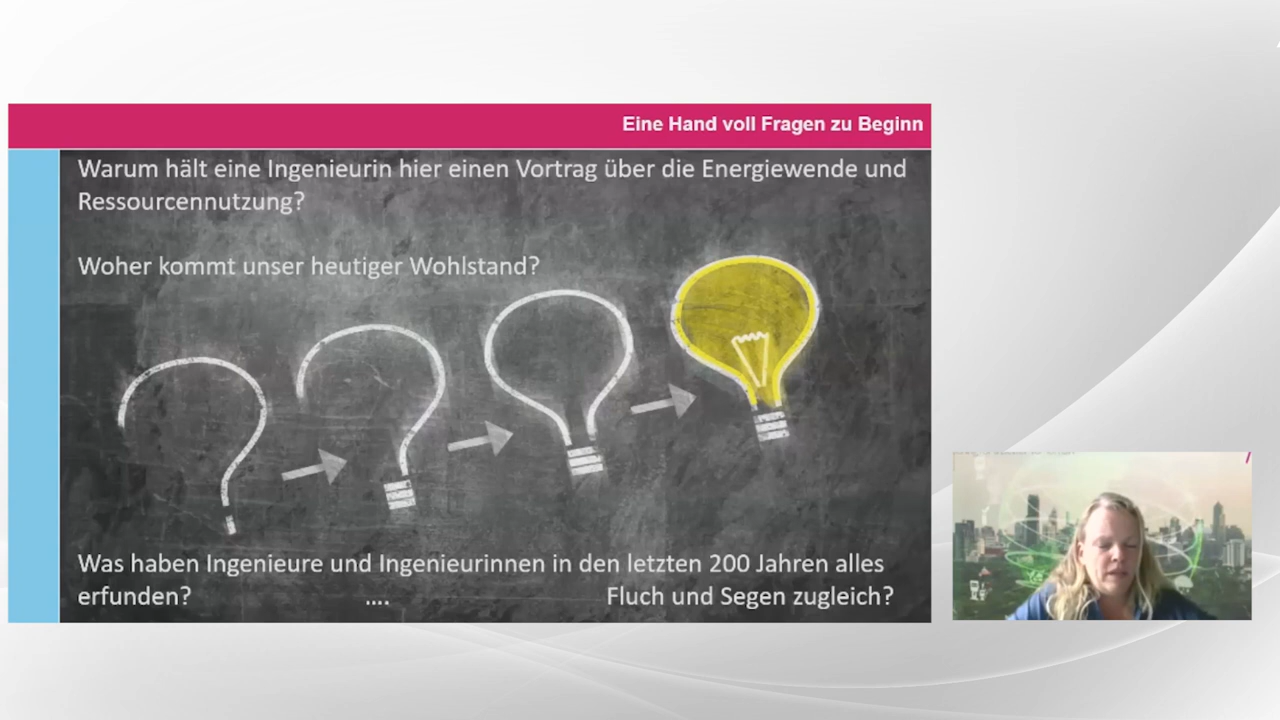 Eine Hand voll Fragen zu Beginn
Warum hält eine Ingenieurin hier einen Vortrag über die Energiewende und
Ressourcennutzung?
Woher kommt unser heutiger Wohlstand?
Was haben Ingenieure und Ingenieurinnen in den letzten 200 Jahren alles
erfunden? .... Fluch und Segen zugleich?